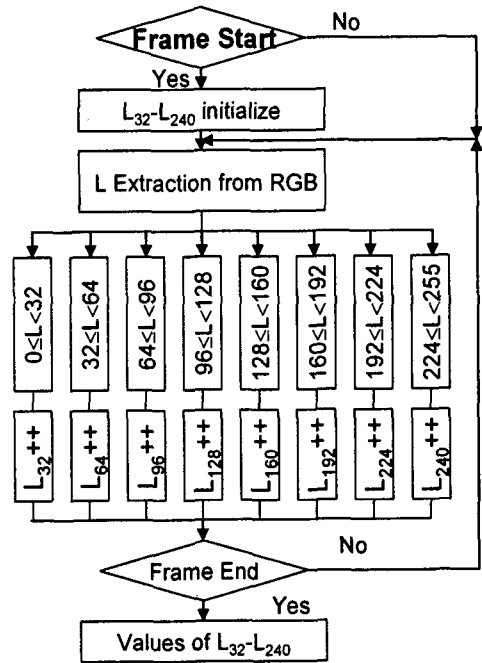 Frame Start
No
Yes
L32-L240 initialize
L Extraction from RGB
0≤L<32
32≤L<64
64≤L<96
96≤L<128
128≤L<160
160≤L<192
192≤L<224
224≤L<255
L32++
L64++
L96++
L128++
L160++
L192++
L224++
L240++
Frame End
No
Yes
Values of L32-L240